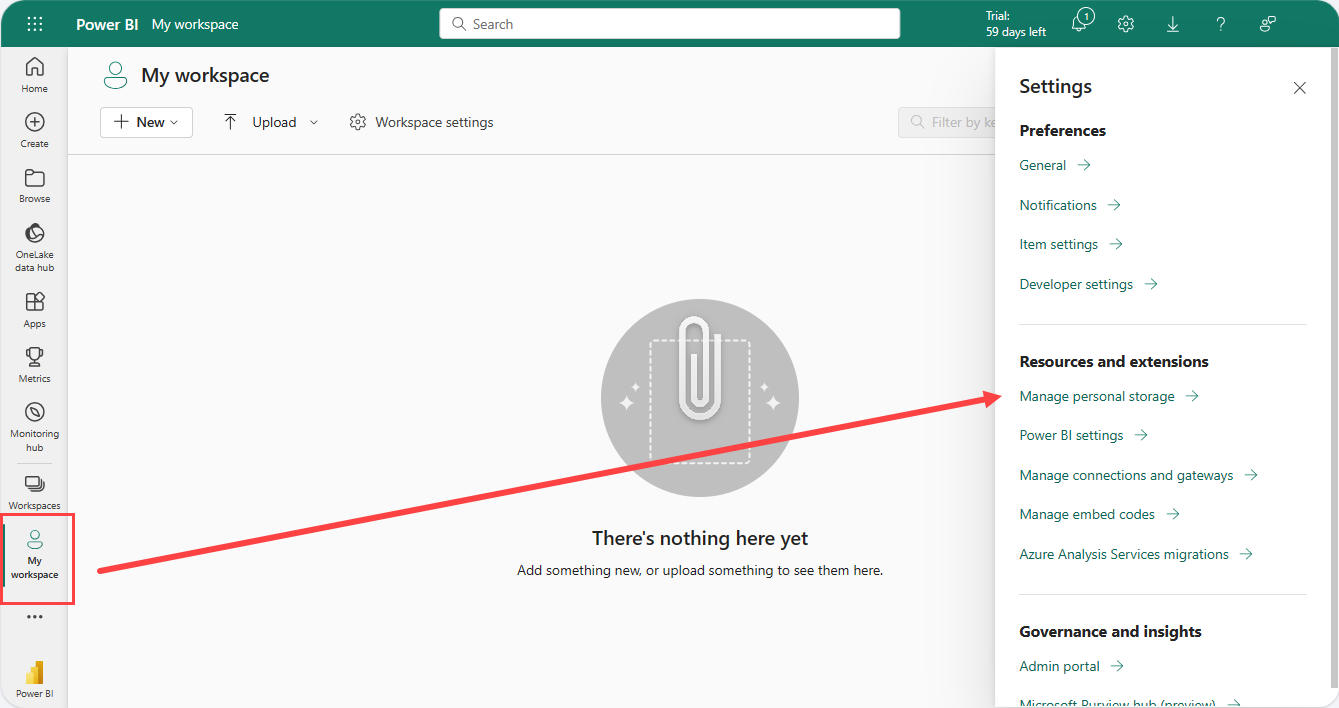 Power BI My workspace
Search
Trial:
59 days left
1
Home
Create
Browse
OneLake
data hub
Apps
Metrics
Monitoring
hub
Workspaces
My
workspace
Power BI
My workspace
New
Upload
Workspace settings
Filter by ke
There's nothing here yet
Add something new, or upload something to see them here.
Settings
Preferences
General
Notifications
Item settings
Developer settings
Resources and extensions
Manage personal storage
Power BI settings
Manage connections and gateways
Manage embed codes
Azure Analysis Services migrations
Governance and insights
Admin portal
Microsoft Purview hub (preview)